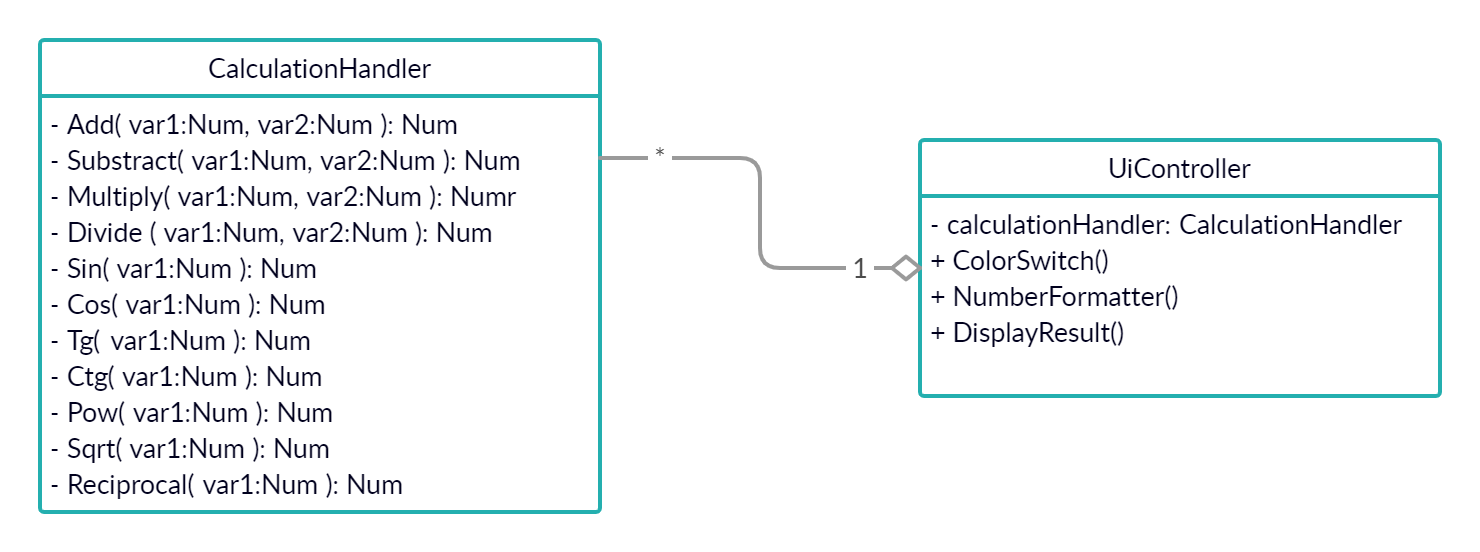 CalculationHandler
- Add( var1:Num, var2:Num ): Num
- Substract( var1:Num, var2:Num ): Num
- Multiply( var1:Num, var2:Num ): Numr
- Divide ( var1:Num, var2:Num ): Num
- Sin( var1:Num ): Num
- Cos( var1:Num ): Num
- Tg( var1:Num ): Num
- Ctg( var1:Num ): Num
- Pow( var1:Num ): Num
- Sqrt( var1:Num ): Num
- Reciprocal( var1:Num ): Num
*
1
UiController
- calculationHandler: CalculationHandler
+ ColorSwitch()
+ NumberFormatter()
+ DisplayResult()